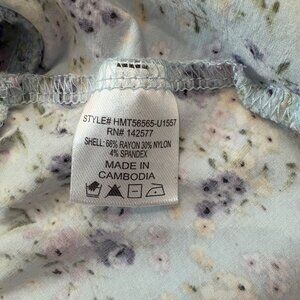 STYLE# HMT56565-U1557
RN# 142577
SHELL: 66% RAYON 30% NYLON
4% SPANDEX
MADE IN
CAMBODIA